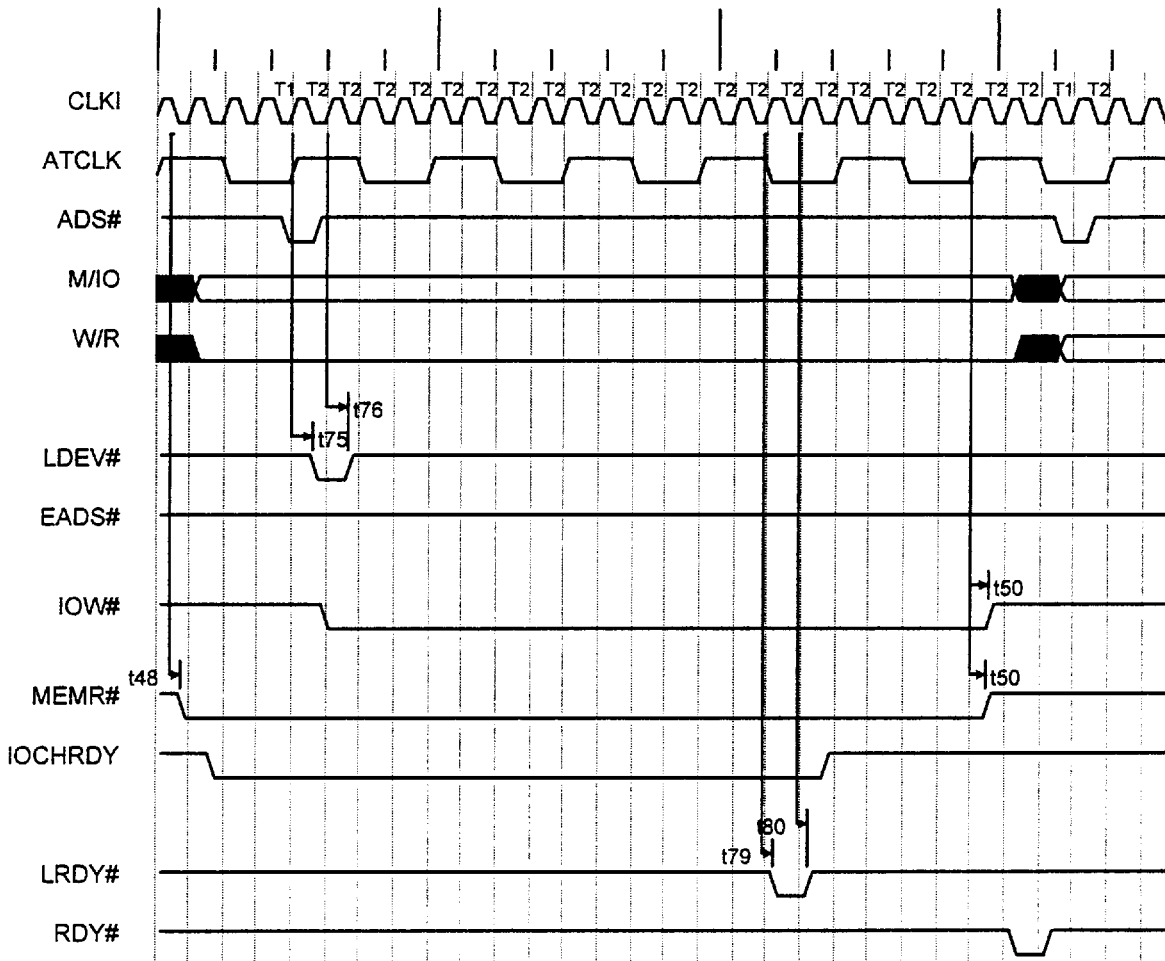 T1 T2 T2 T2 T2 T2 T2 T2 T2 T2 T2 T2 T2 T2 T2 T2 T2 T2 T2 T2 T2 T2 T1 T2
CLKI
ATCLK
ADS#
M/IO
W/R
t76
t75
LDEV#
EADS#
t50
IOW#
t48
t50
MEMR#
IOCHRDY
t80
t79
LRDY#
RDY#